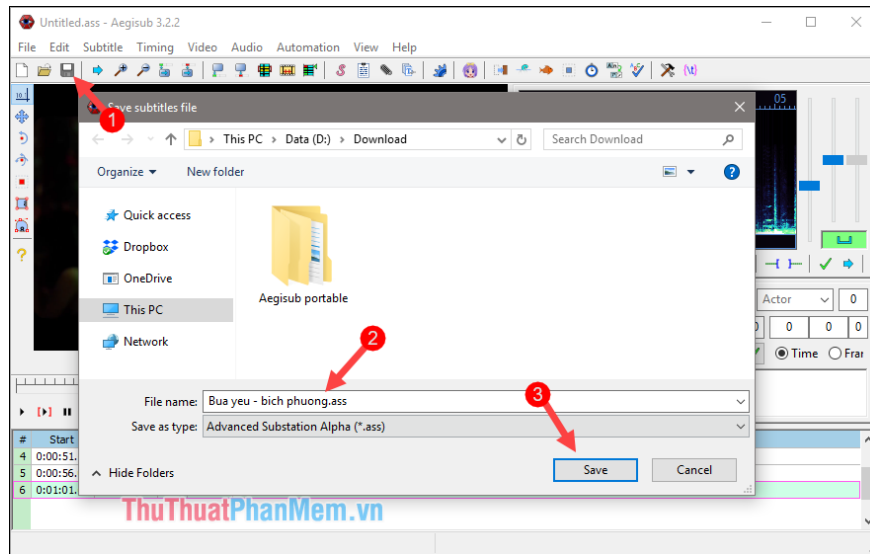 Untitled.ass - Aegisub 3.2.2
File Edit Subtitle Timing Video Audio Automation View Help
1
Save subtitles file
05
This PC > Data (D:) > Download
Search Download
Organize
New folder
Quick access
Dropbox
OneDrive
This PC
Network
Aegisub portable
Actor
0
0 0 0
Time
2
File name: Bua yeu - bich phuong.ass
3
Save as type: Advanced Substation Alpha (*.ass)
# Start
4 0:00:51.
5 0:00:56.
6 0:01:01.
Hide Folders
Save
Cancel
ThuThuatPhanMem.vn